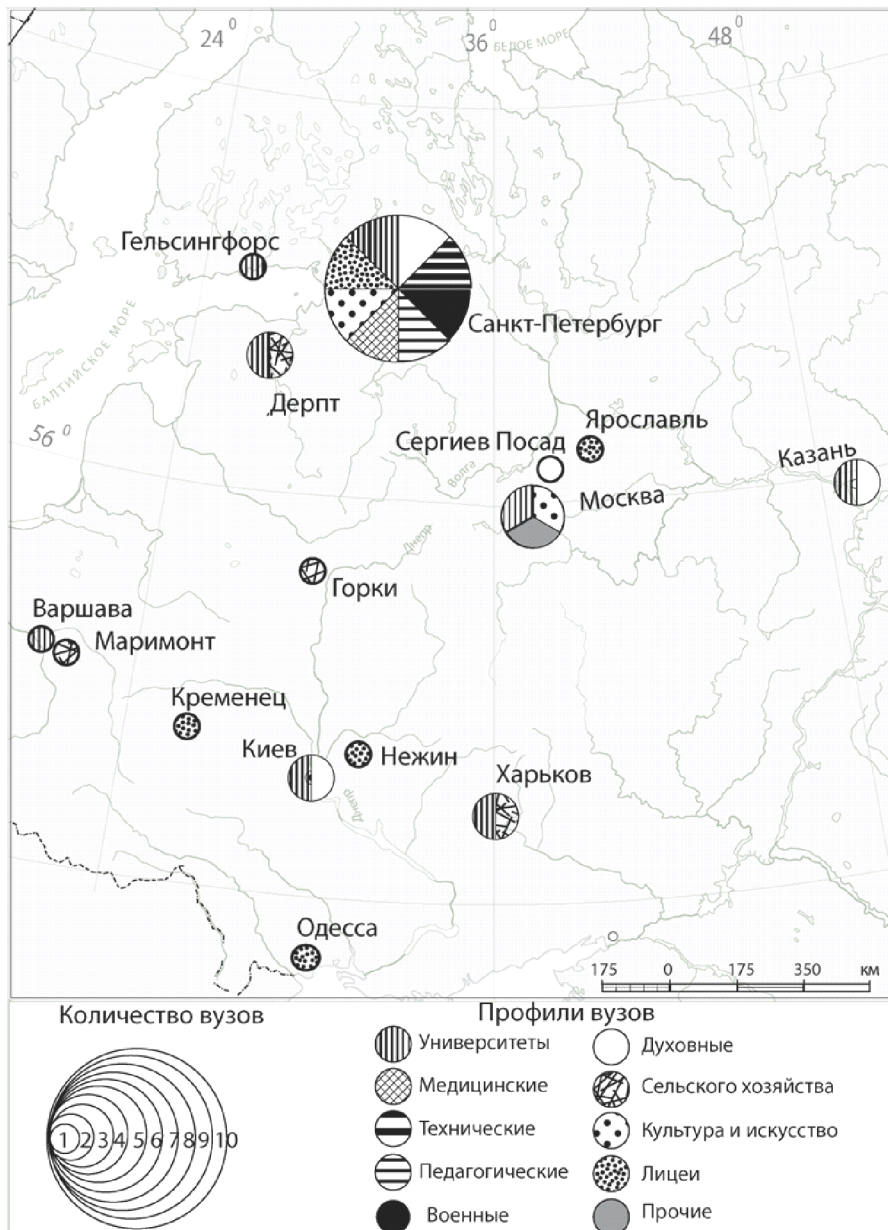 24⁰
36⁰
48⁰
БЕЛОЕ МОРЕ
Гельсингфорс
Санкт-Петербург
БАЛТИЙСКОЕ МОРЕ
Дерпт
56⁰
Ярославль
Сергиев Посад
Казань
Волга
Москва
Днепр
Горки
Варшава
Маримонт
Кременец
Киев
Нежин
Харьков
Днепр
Одесса
175 0 175 350 км
Количество вузов
1 2 3 4 5 6 7 8 9 10
Профили вузов
Университеты
Медицинские
Технические
Педагогические
Военные
Духовные
Сельского хозяйства
Культура и искусство
Лицеи
Прочие